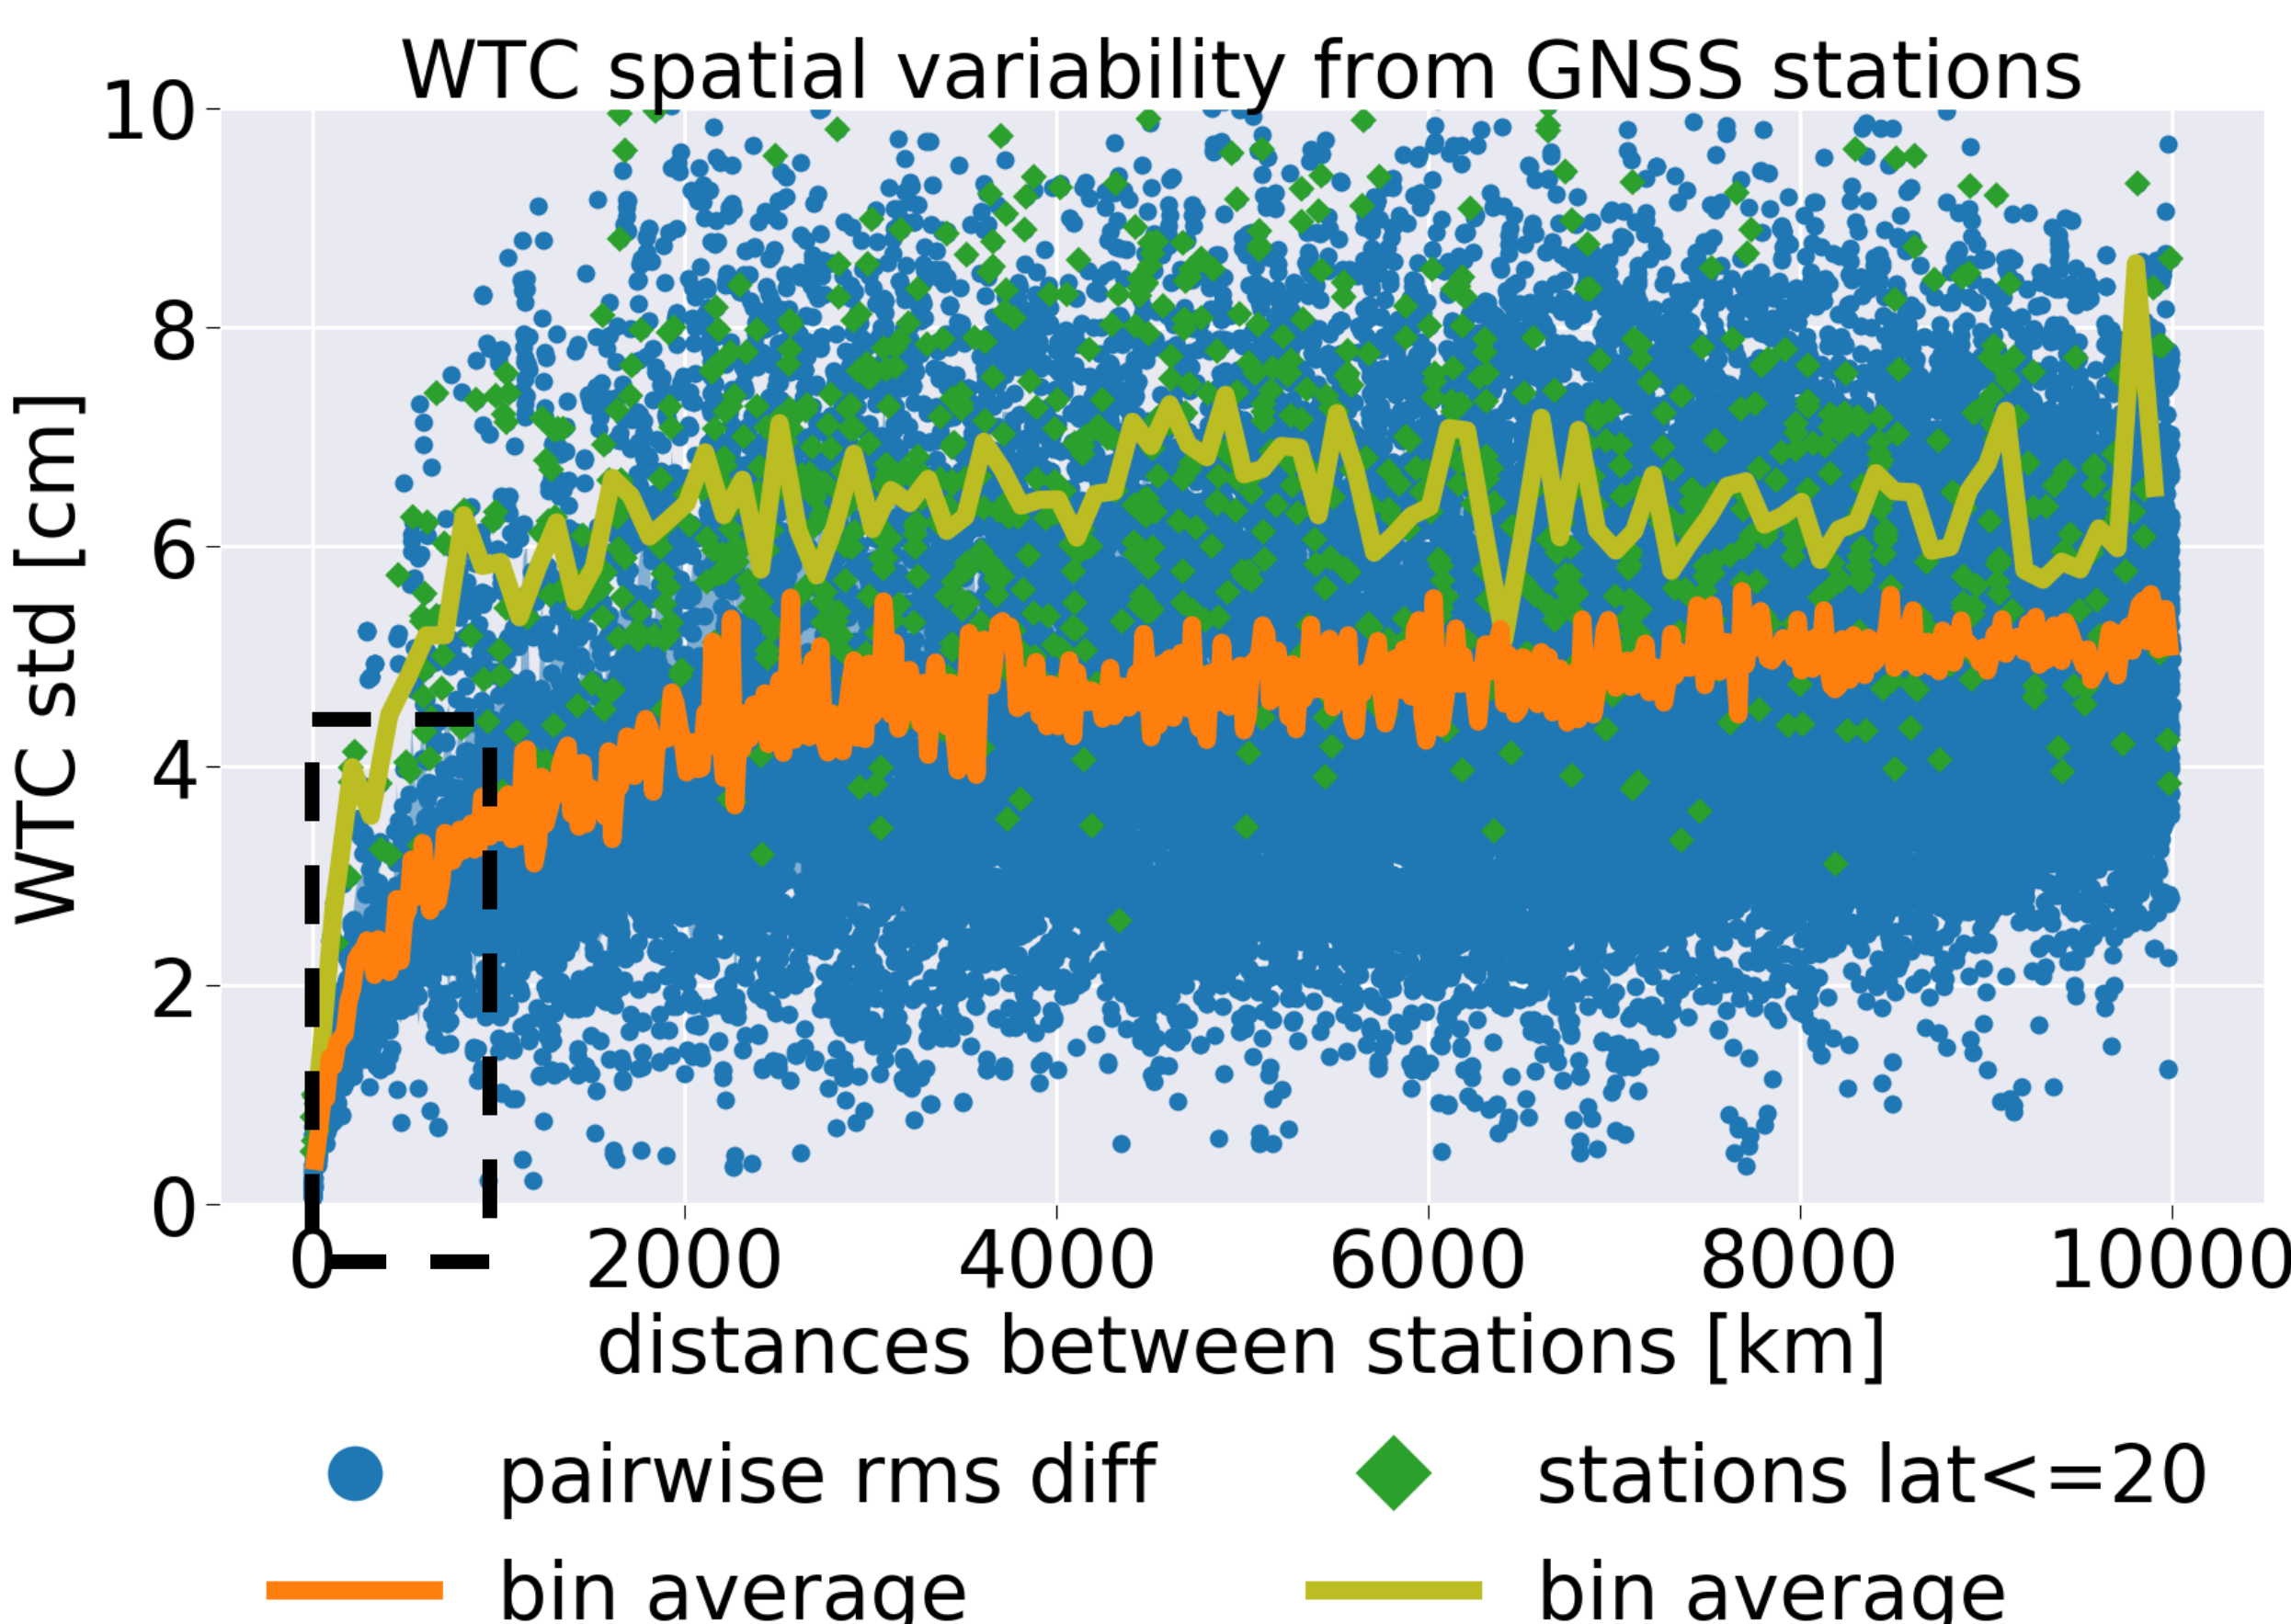 WTC spatial variability from GNSS stations
10
8
6
4
2
0
WTC std [cm]
0 2000 4000 6000 8000 10000
distances between stations [km]
pairwise rms diff
stations lat<=20
bin average
bin average